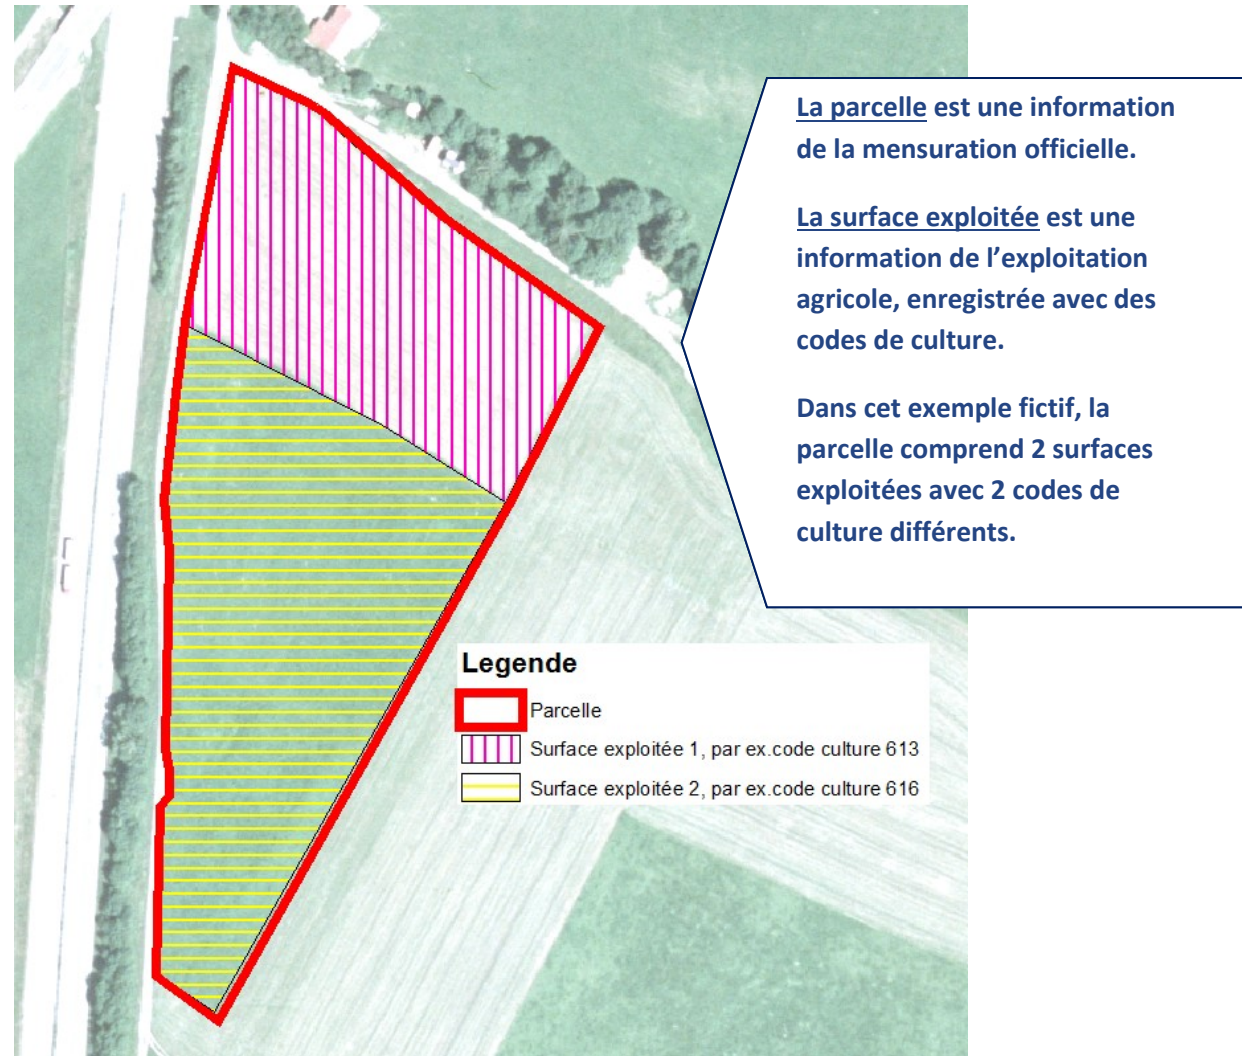 La parcelle est une information
de la mensuration officielle.
La surface exploitée est une
information de l’exploitation
agricole, enregistrée avec des
codes de culture.
Dans cet exemple fictif, la
parcelle comprend 2 surfaces
exploitées avec 2 codes de
culture différents.
Legende
Parcelle
Surface exploitée 1, par ex.code culture 613
Surface exploitée 2, par ex.code culture 616